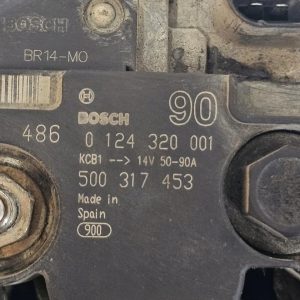 BOSCH
BR14-M0
BOSCH 90
486 0 124 320 001
KCB1 --> 14V 50-90A
500 317 453
Made in
Spain
900